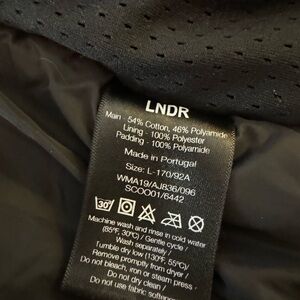 LNDR
Main - 54% Cotton, 46% Polyamide
Lining - 100% Polyester
Padding - 100% Polyamide
Made in Portugal
Size: L-170/92A
WMA19/AJ836/096
SCO01/6442
30°
Machine wash and rinse in cold water
(85°F, 30°C) / Gentle cycle /
Wash separately /
Tumble dry low (130°F, 55°C) /
Remove promptly from dryer /
Do not bleach, iron or steam press -
Do not dry clean /
Do not use fabric softener